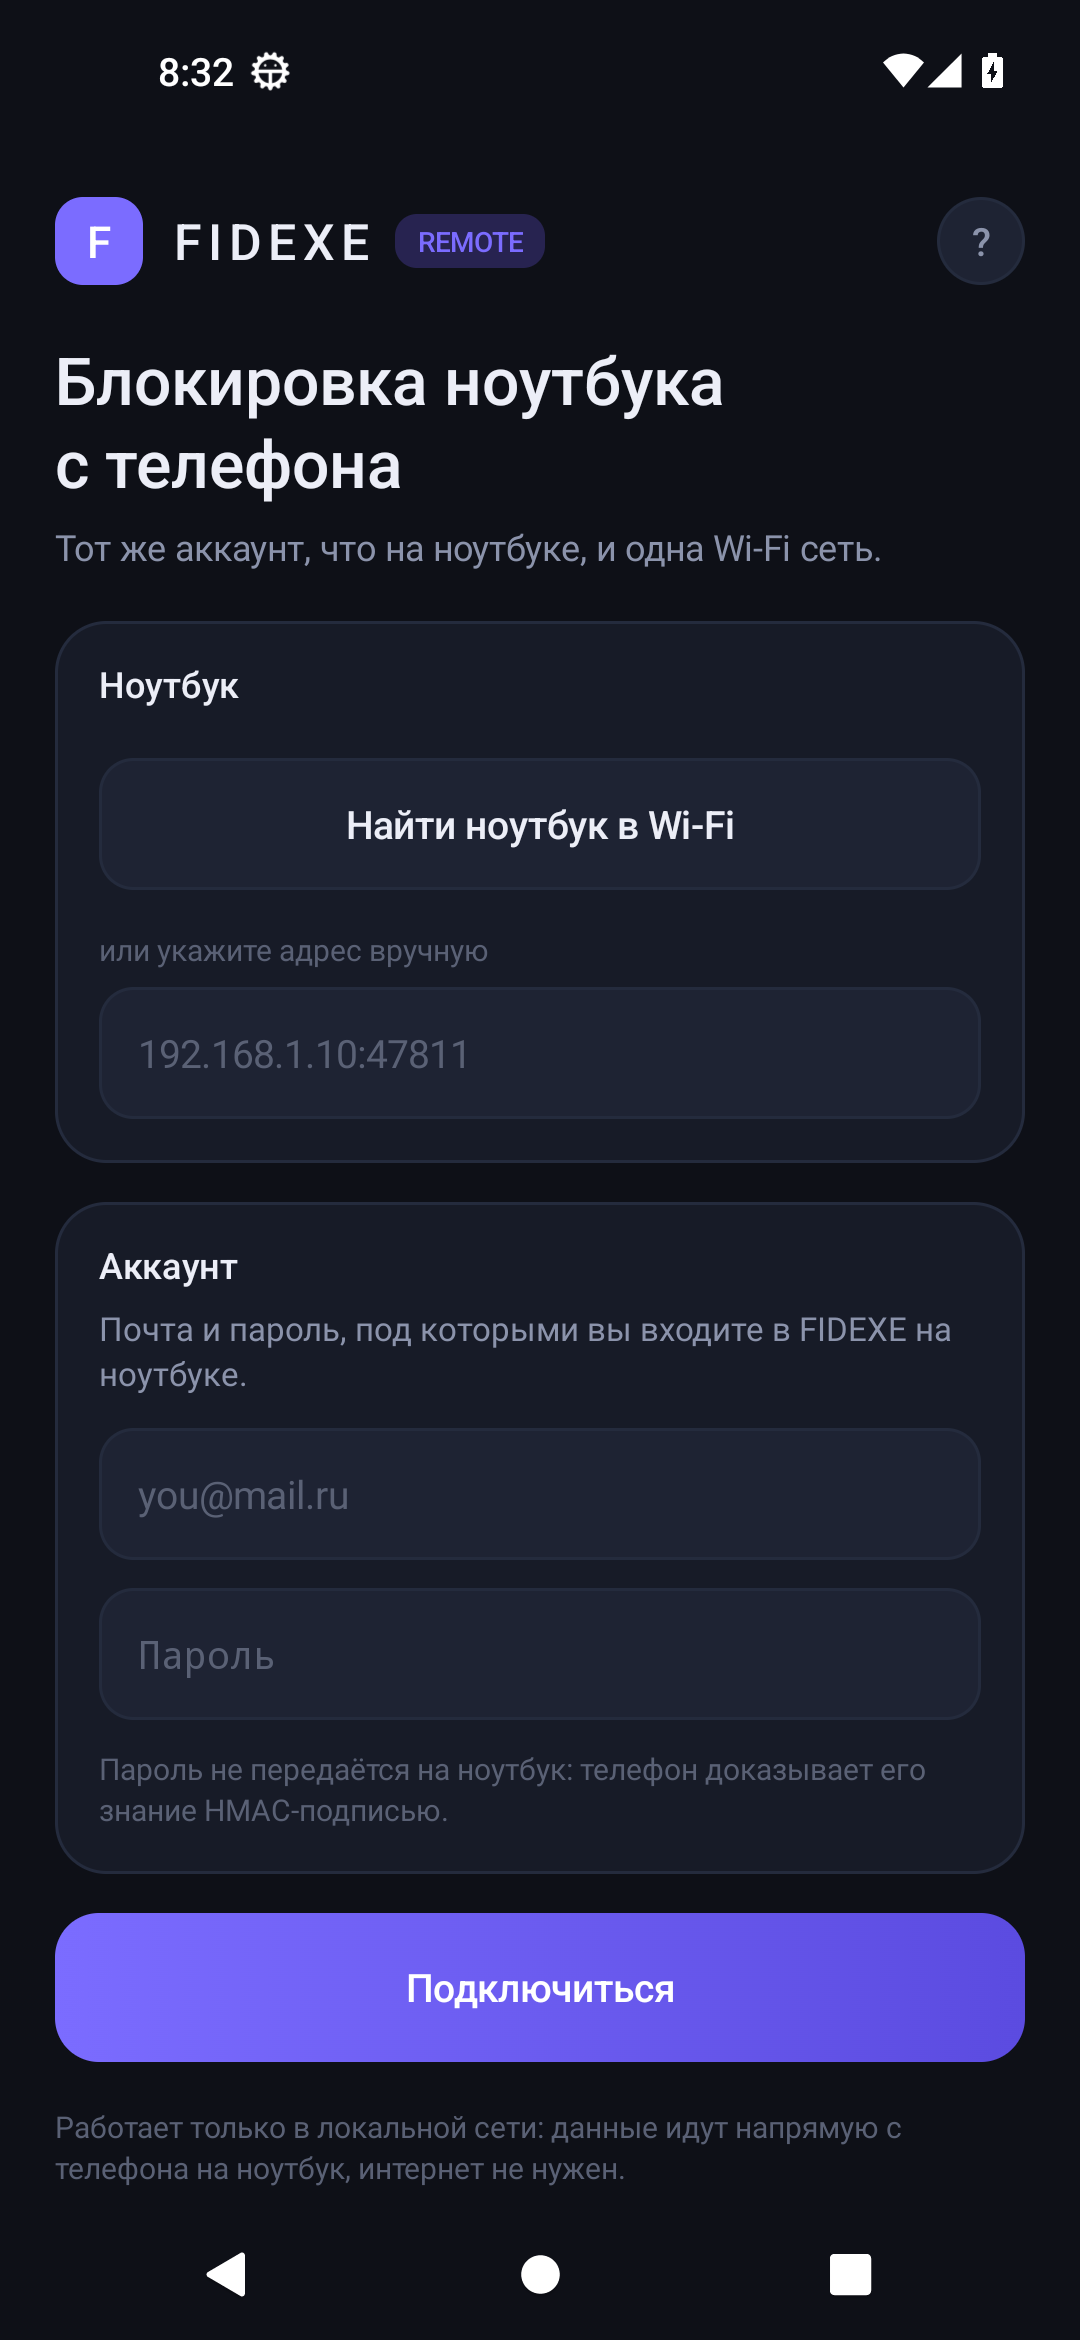 8:32
F FIDEXE REMOTE ?
Блокировка ноутбука
с телефона
Тот же аккаунт, что на ноутбуке, и одна Wi-Fi сеть.
Ноутбук
Найти ноутбук в Wi-Fi
или укажите адрес вручную
192.168.1.10:47811
Аккаунт
Почта и пароль, под которыми вы входите в FIDEXE на
ноутбуке.
you@mail.ru
Пароль
Пароль не передаётся на ноутбук: телефон доказывает его
знание HMAC-подписью.
Подключиться
Работает только в локальной сети: данные идут напрямую с
телефона на ноутбук, интернет не нужен.